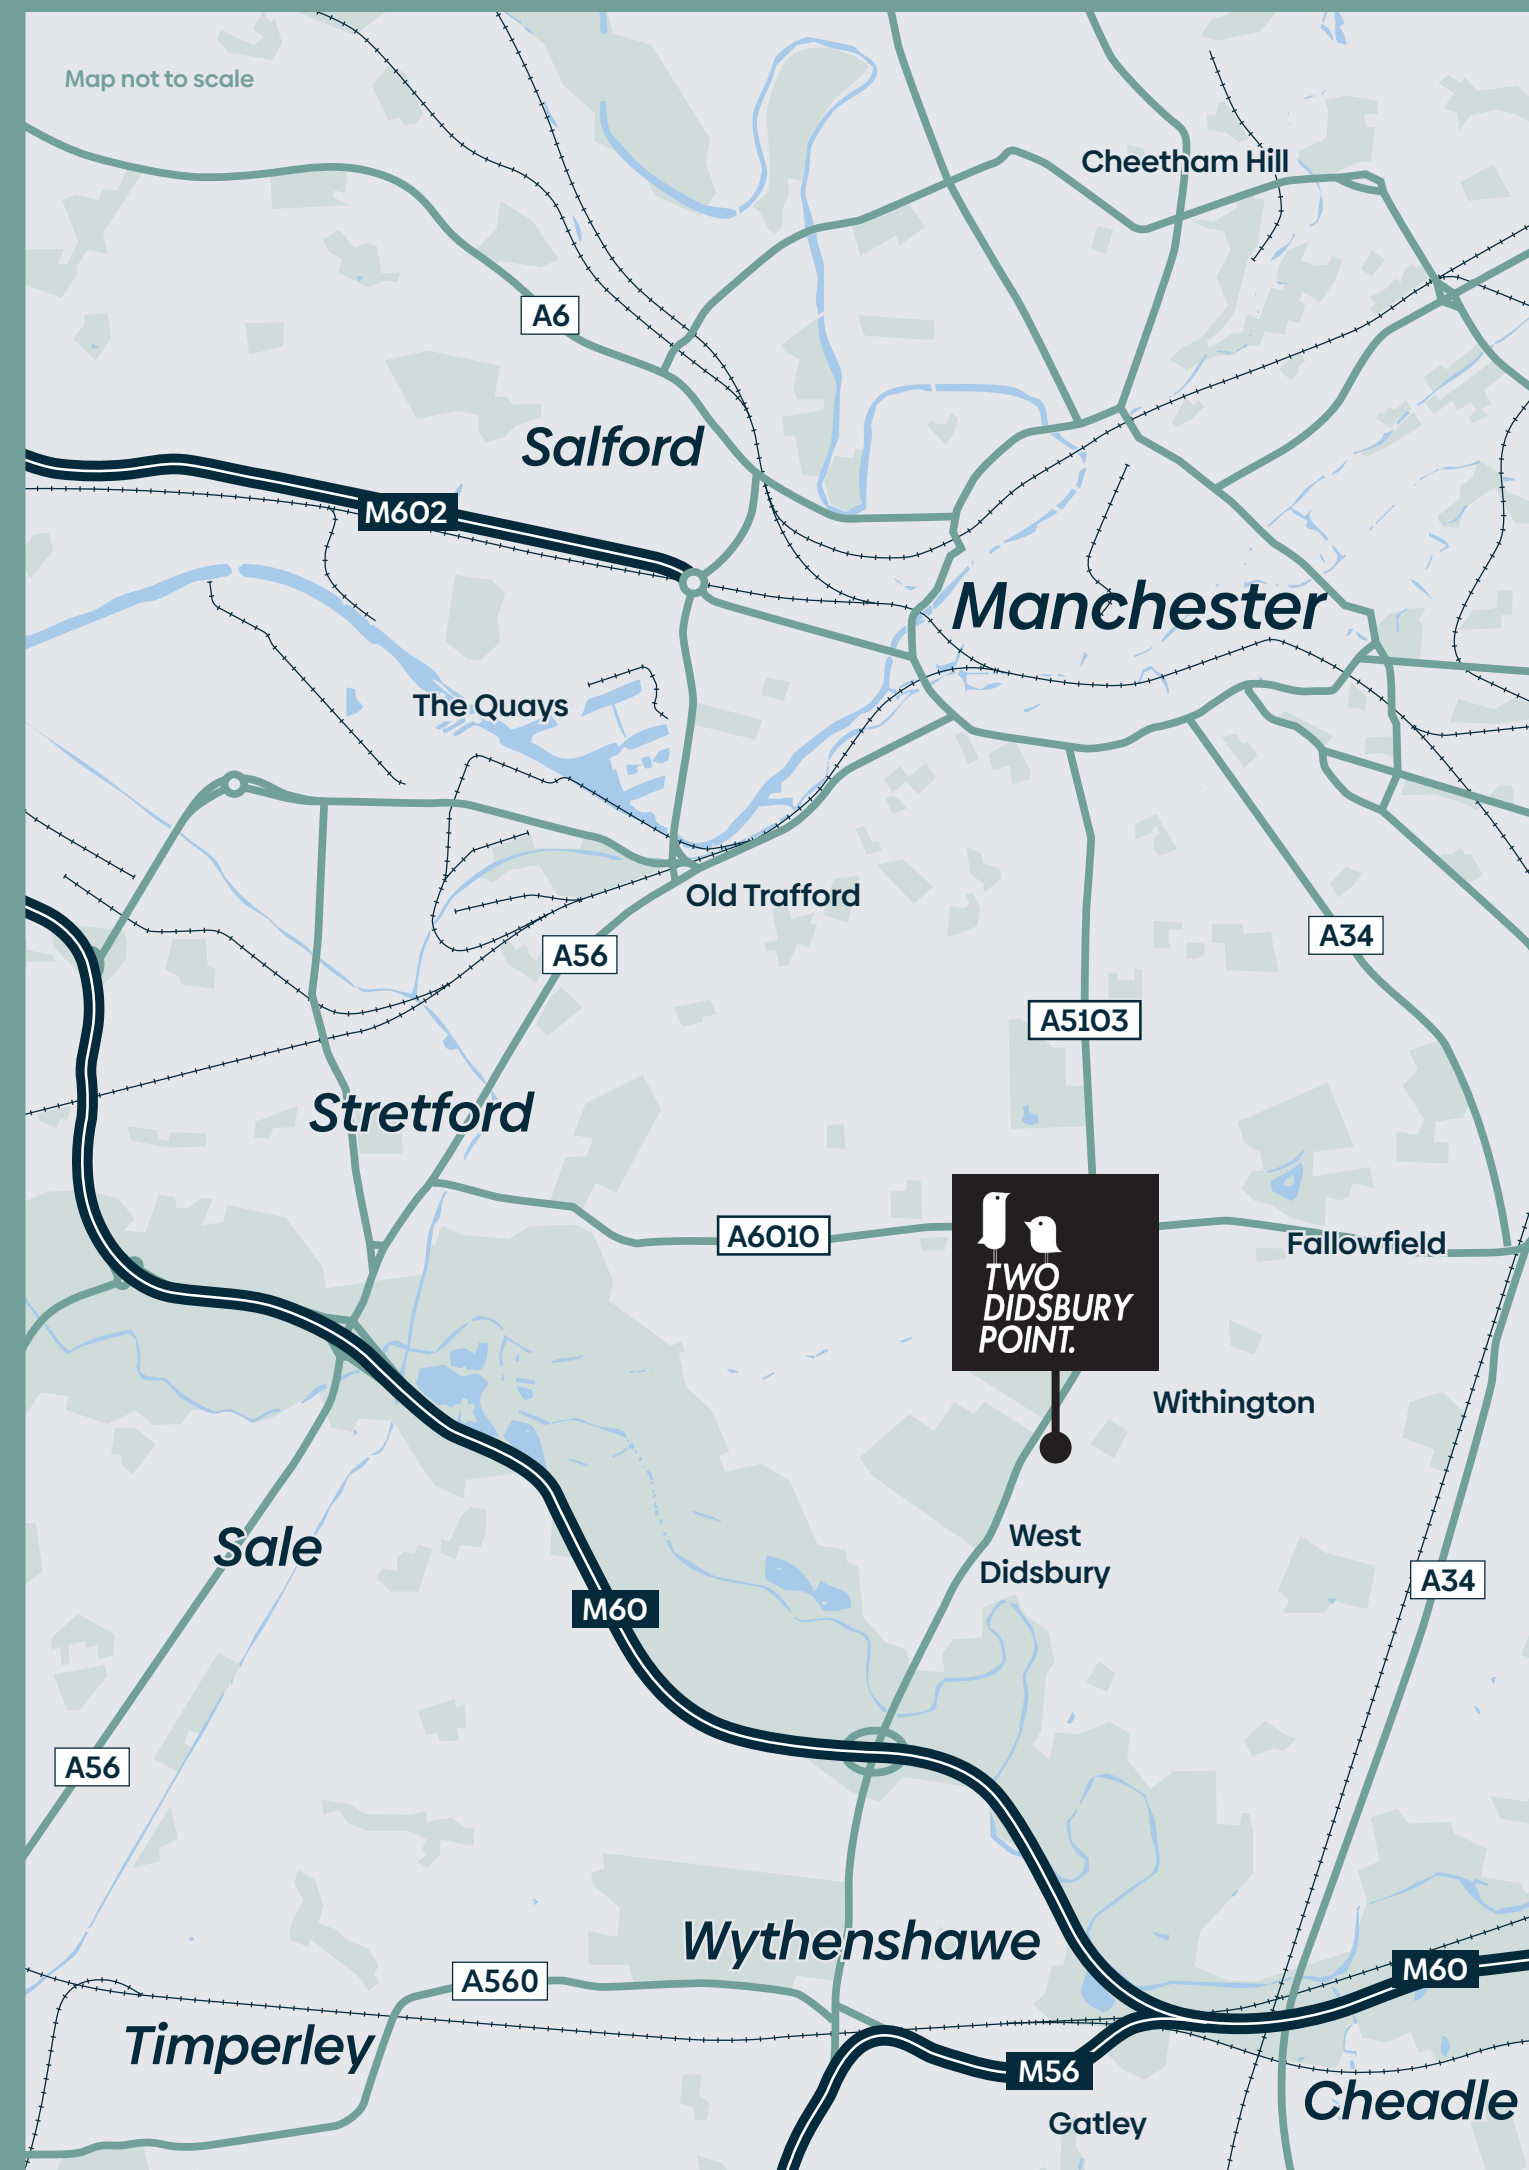 Map not to scale
Cheetham Hill
A6
Salford
M602
Manchester
The Quays
Old Trafford
A56
A34
A5103
Stretford
A6010
Fallowfield
TWO
DIDSBURY
POINT.
Withington
Sale
West
Didsbury
A34
M60
A56
Wythenshawe
M60
A560
Timperley
M56
Cheadle
Gatley